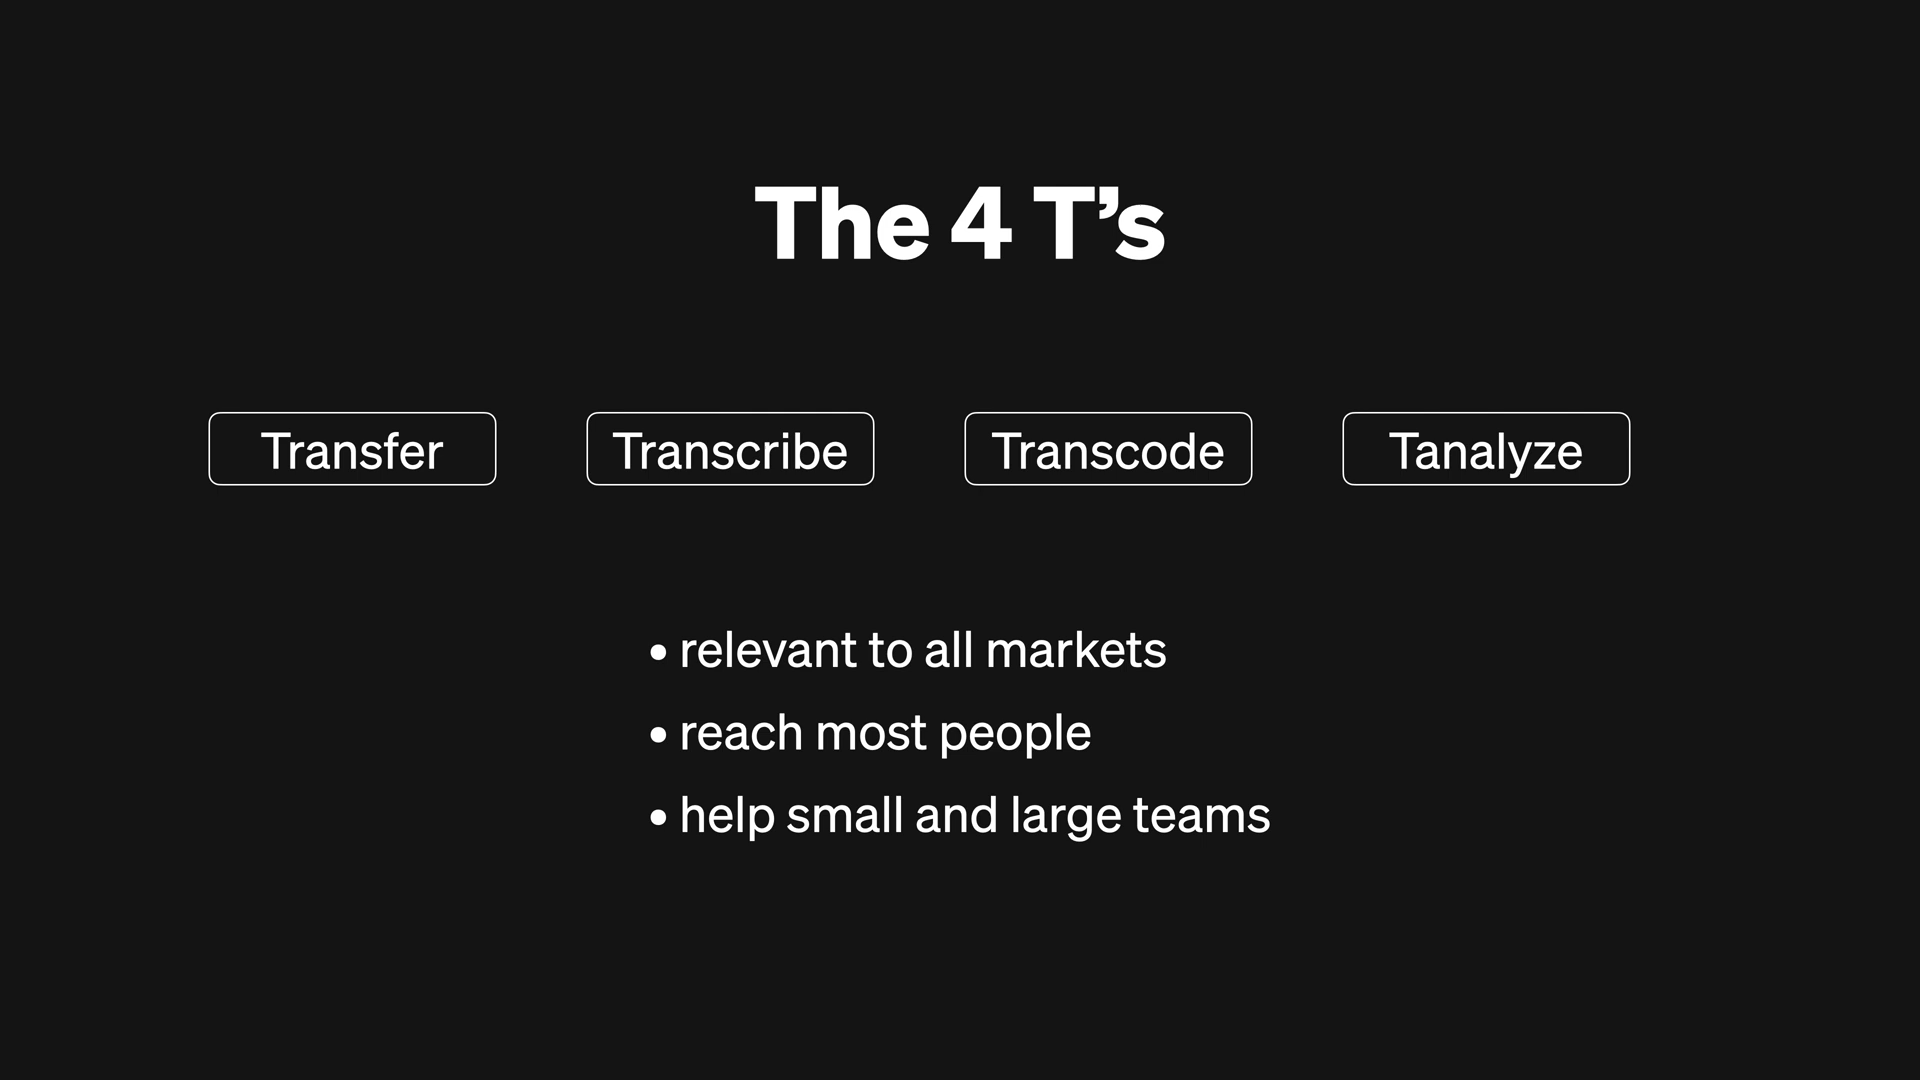 The 4 T’s
Transfer Transcribe Transcode Tanalyze
• relevant to all markets
• reach most people
• help small and large teams